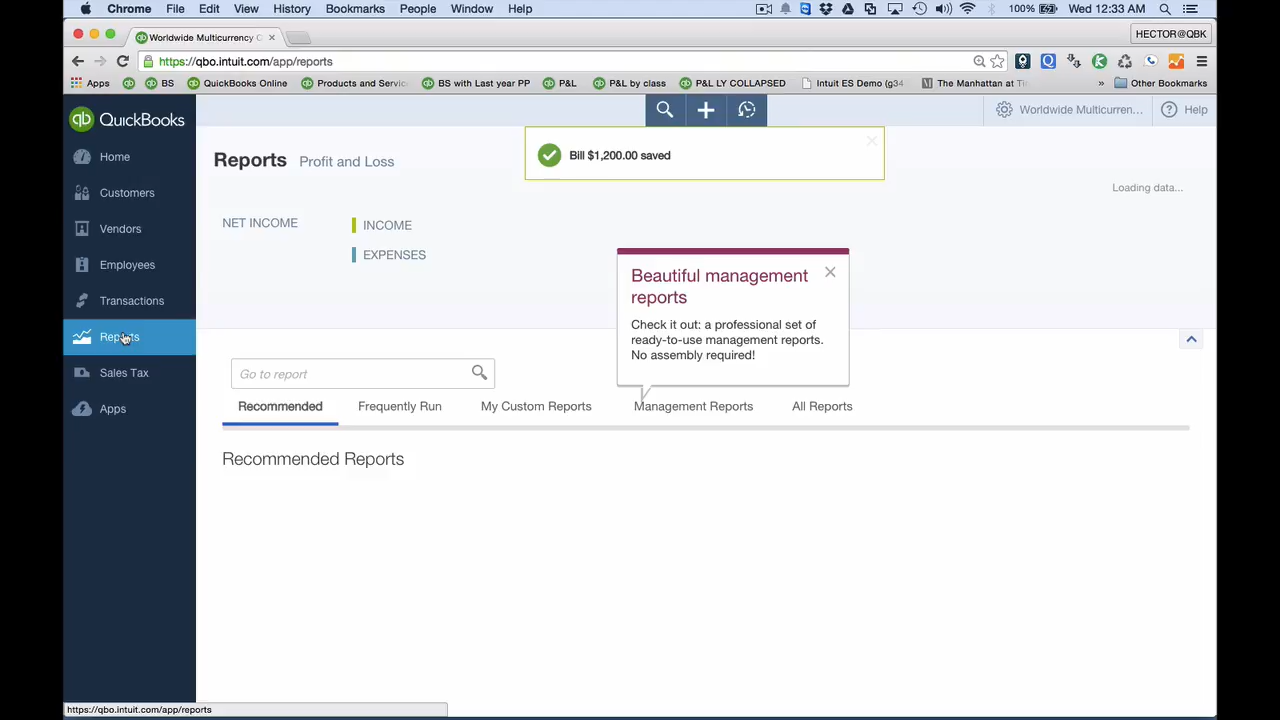 Chrome File Edit View History Bookmarks People Window Help 100% Wed 12:33 AM
Worldwide Multicurrency C
HECTOR@QBK
https://qbo.intuit.com/app/reports
Apps BS QuickBooks Online Products and Servic P&L BS with Last year PP P&L P&L by class P&L LY COLLAPSED Intuit ES Demo (g34 The Manhattan at Ti » Other Bookmarks
qb QuickBooks
Worldwide Multicurren... Help
Home
Customers
Vendors
Employees
Transactions
Reports
Sales Tax
Apps
Reports Profit and Loss
Bill $1,200.00 saved
Loading data...
NET INCOME
INCOME
EXPENSES
Beautiful management
reports
Check it out: a professional set of
ready-to-use management reports.
No assembly required!
Go to report
Recommended Frequently Run My Custom Reports Management Reports All Reports
Recommended Reports
https://qbo.intuit.com/app/reports